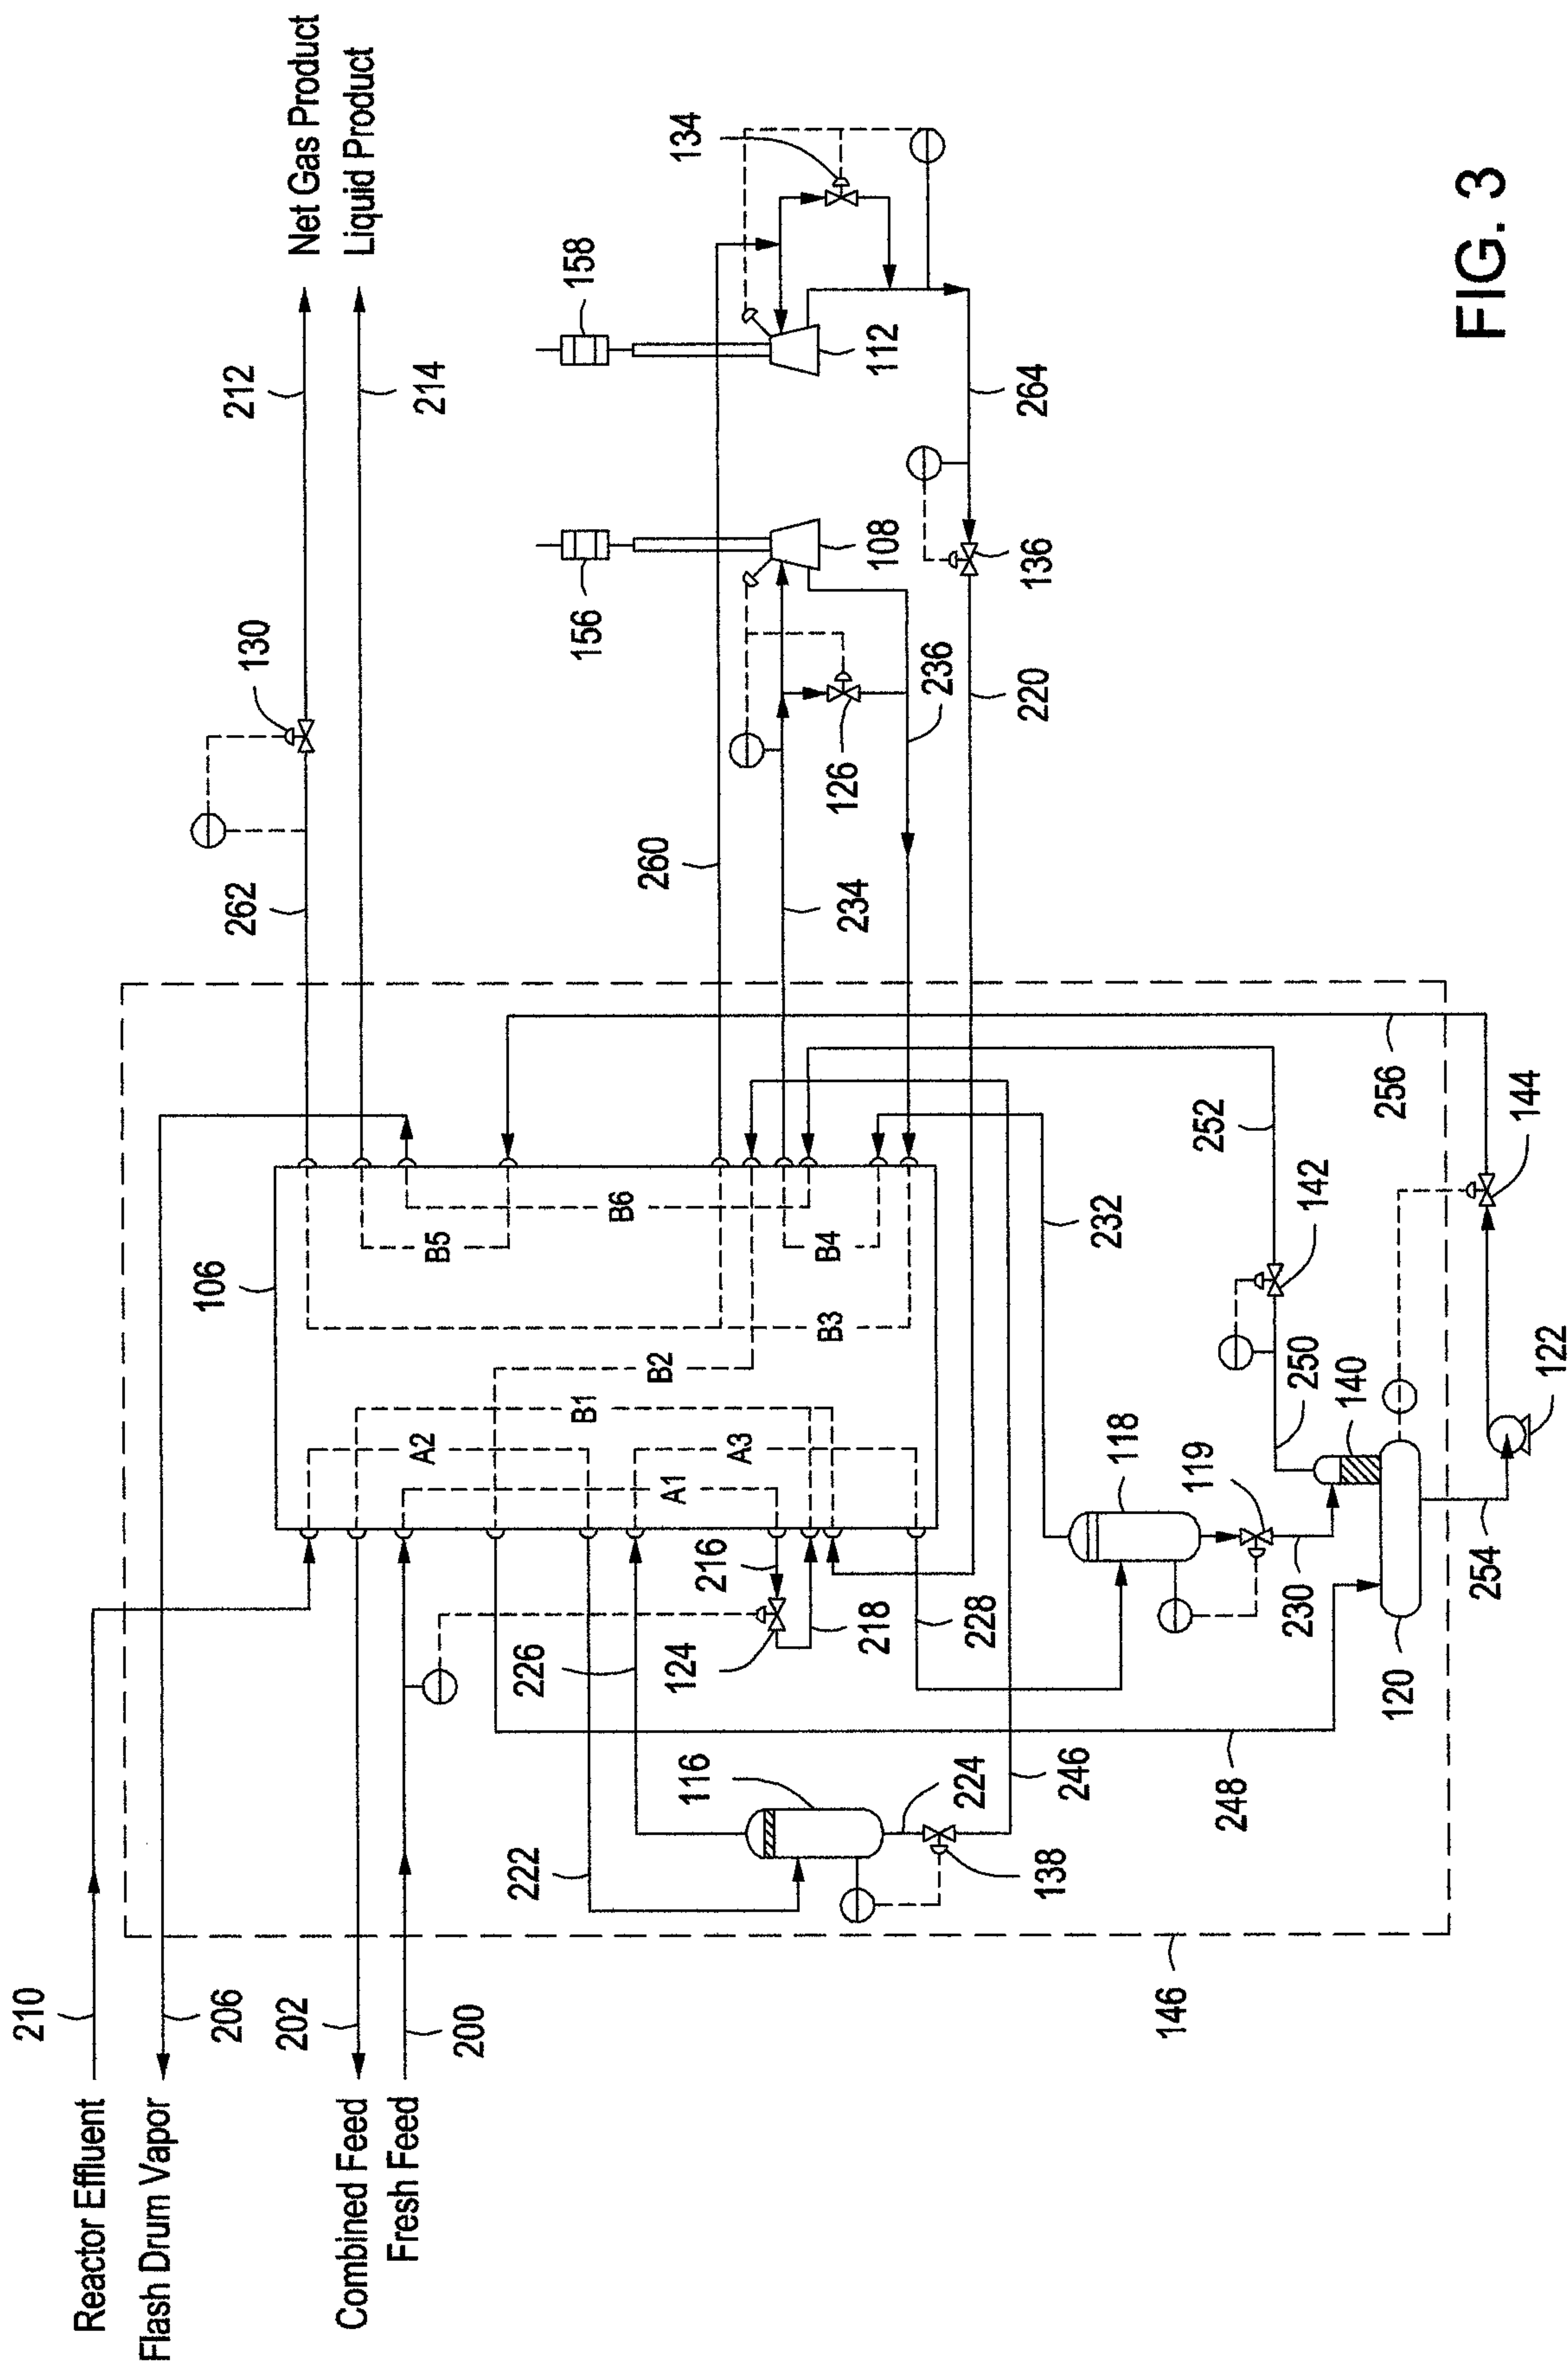 Net Gas Product
Liquid Product
212
214
130
262
158
134
112
156
108
264
136
260
234
126
236
220
106
B5
B6
B4
B3
B2
B1
A2
A3
A1
216
124
218
226
228
222
116
224
138
246
248
232
118
119
230
252
142
250
140
256
144
122
254
120
146
210
206
202
200
Reactor Effluent
Flash Drum Vapor
Combined Feed
Fresh Feed
FIG. 3